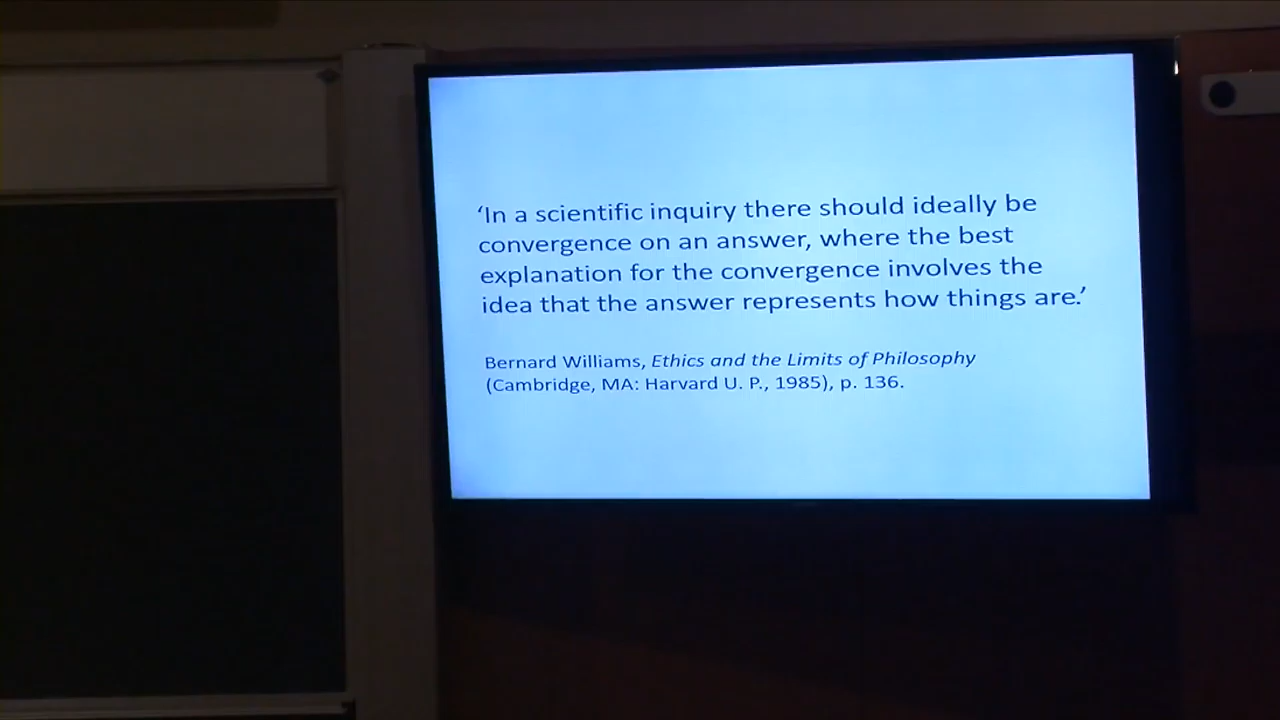 ‘In a scientific inquiry there should ideally be
convergence on an answer, where the best
explanation for the convergence involves the
idea that the answer represents how things are.’
Bernard Williams, Ethics and the Limits of Philosophy
(Cambridge, MA: Harvard U. P., 1985), p. 136.